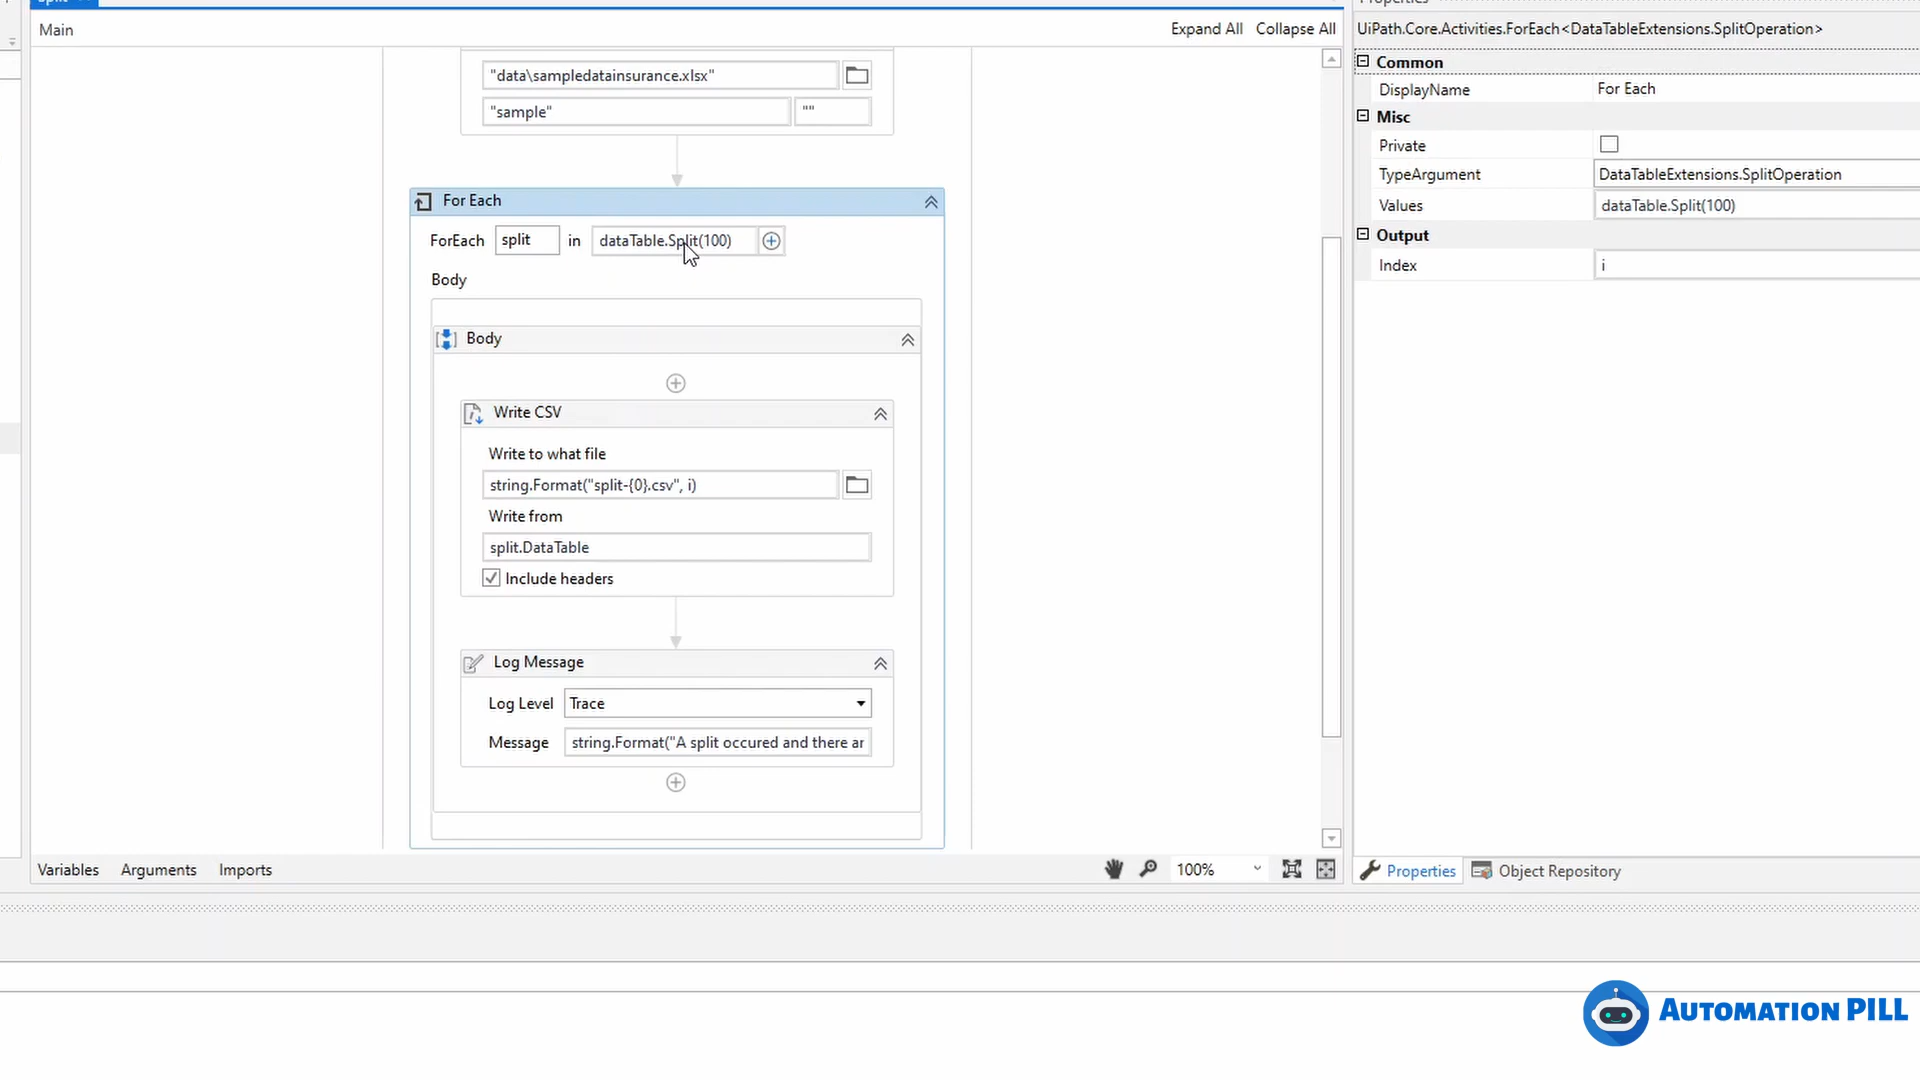 Main
Expand All
Collapse All
"data\sampledatainsurance.xlsx"
"sample"
""
For Each
ForEach
split
in
dataTable.Split(100)
Body
Body
Write CSV
Write to what file
string.Format("split-{0}.csv", i)
Write from
split.DataTable
Include headers
Log Message
Log Level
Trace
Message
string.Format("A split occured and there ar
Variables
Arguments
Imports
100%
UiPath.Core.Activities.ForEach<DataTableExtensions.SplitOperation>
Common
DisplayName
For Each
Misc
Private
TypeArgument
DataTableExtensions.SplitOperation
Values
dataTable.Split(100)
Output
Index
i
Properties
Object Repository
AUTOMATION PILL